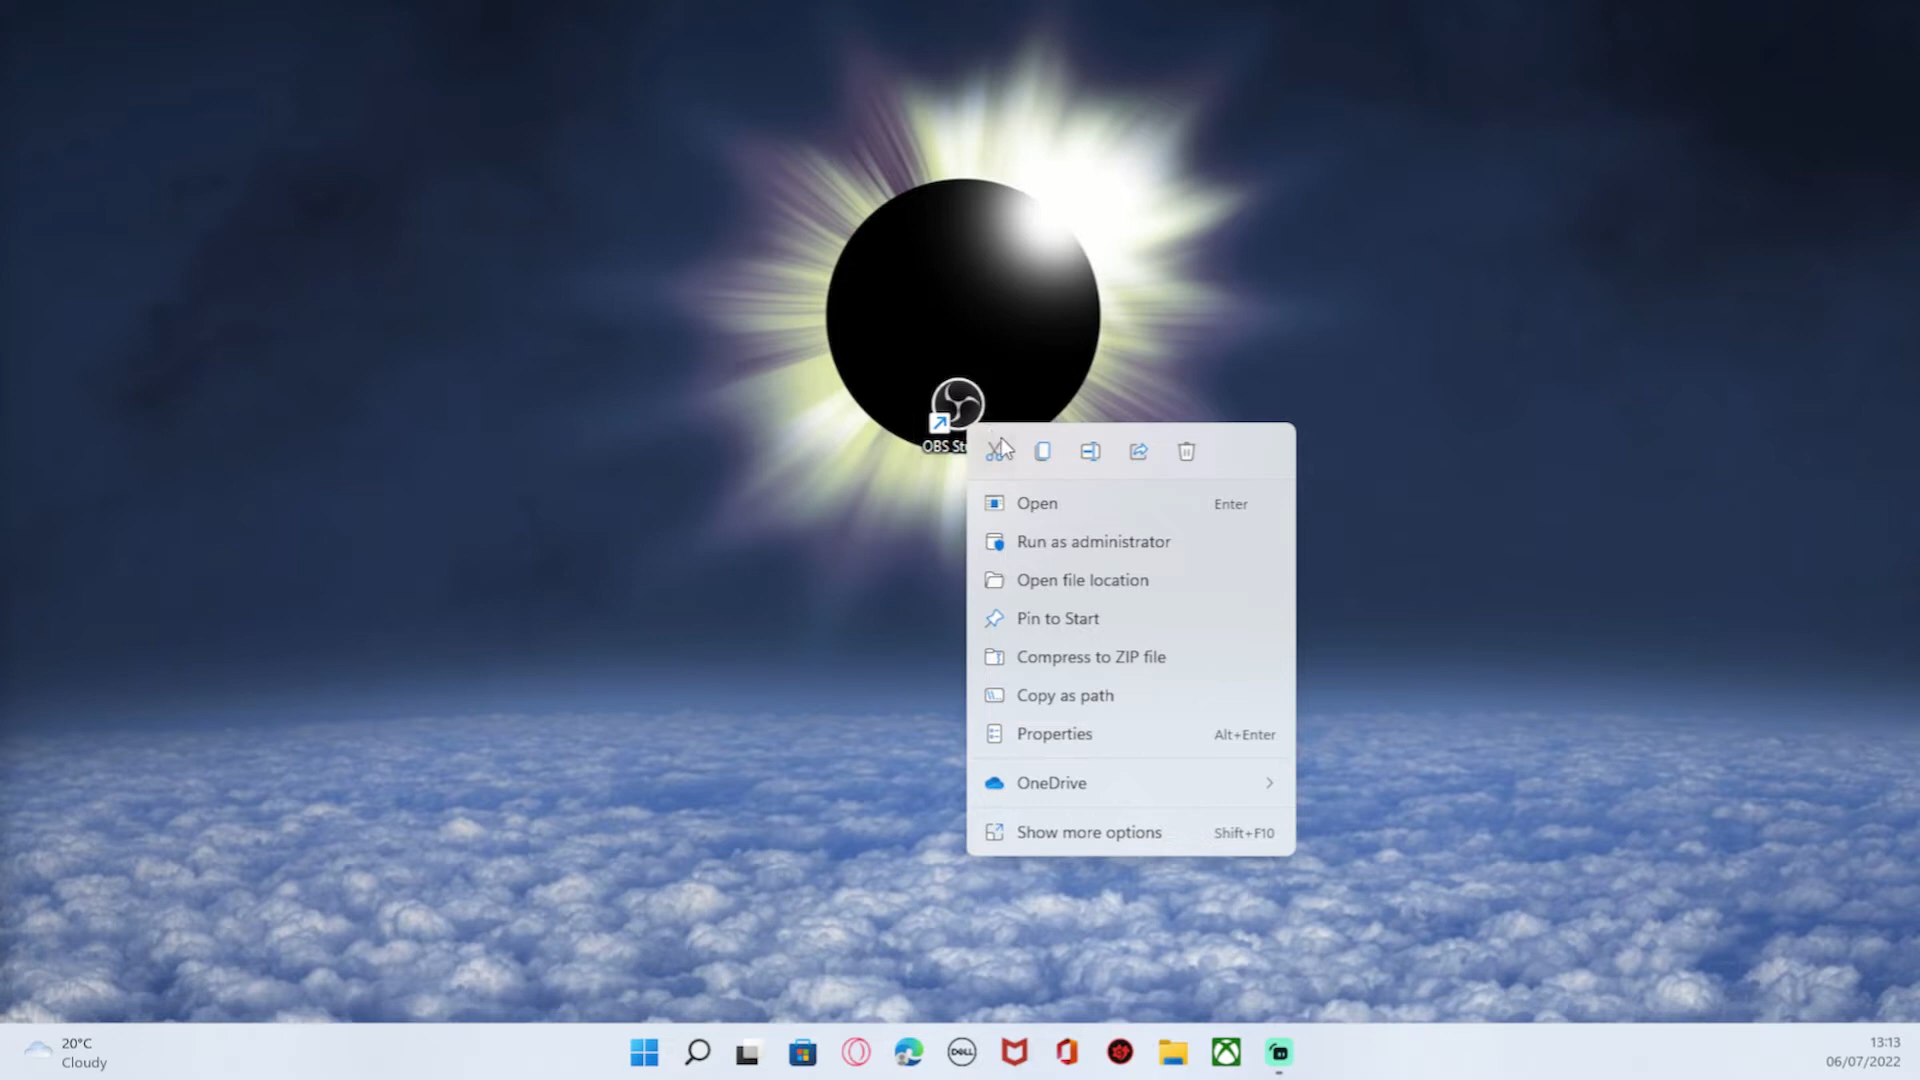 OBS St
Open Enter
Run as administrator
Open file location
Pin to Start
Compress to ZIP file
Copy as path
Properties Alt+Enter
OneDrive
Show more options Shift+F10
20°C
Cloudy
DELL
13:13
06/07/2022